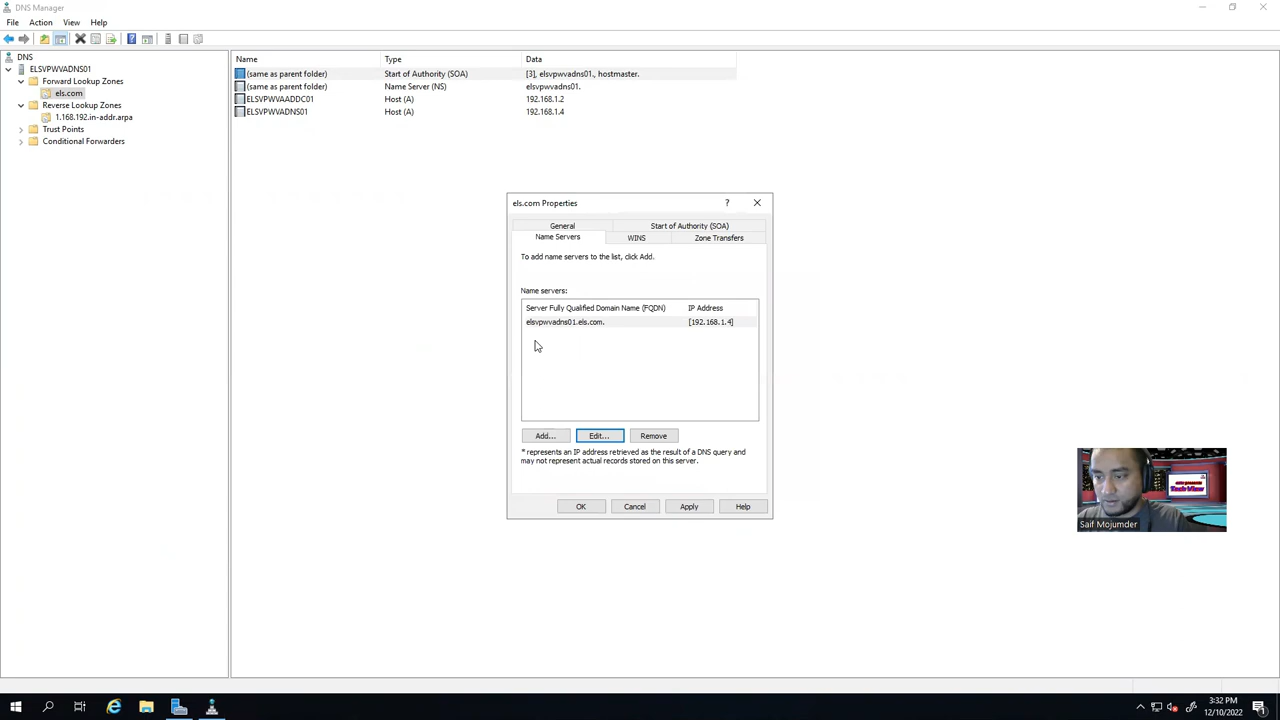 DNS Manager
File Action View Help
DNS
ELSVPWVADNS01
Forward Lookup Zones
els.com
Reverse Lookup Zones
1.168.192.in-addr.arpa
Trust Points
Conditional Forwarders
Name Type Data
(same as parent folder) Start of Authority (SOA) [3], elsvpwvadns01., hostmaster.
(same as parent folder) Name Server (NS) elsvpwvadns01.
ELSVPWVAADDC01 Host (A) 192.168.1.2
ELSVPWVADNS01 Host (A) 192.168.1.4
els.com Properties
General Start of Authority (SOA)
Name Servers WINS Zone Transfers
To add name servers to the list, click Add.
Name servers:
Server Fully Qualified Domain Name (FQDN) IP Address
elsvpwvadns01.els.com. [192.168.1.4]
Add... Edit... Remove
* represents an IP address retrieved as the result of a DNS query and
may not represent actual records stored on this server.
OK Cancel Apply Help
Saif Mojumder
3:32 PM
12/10/2022